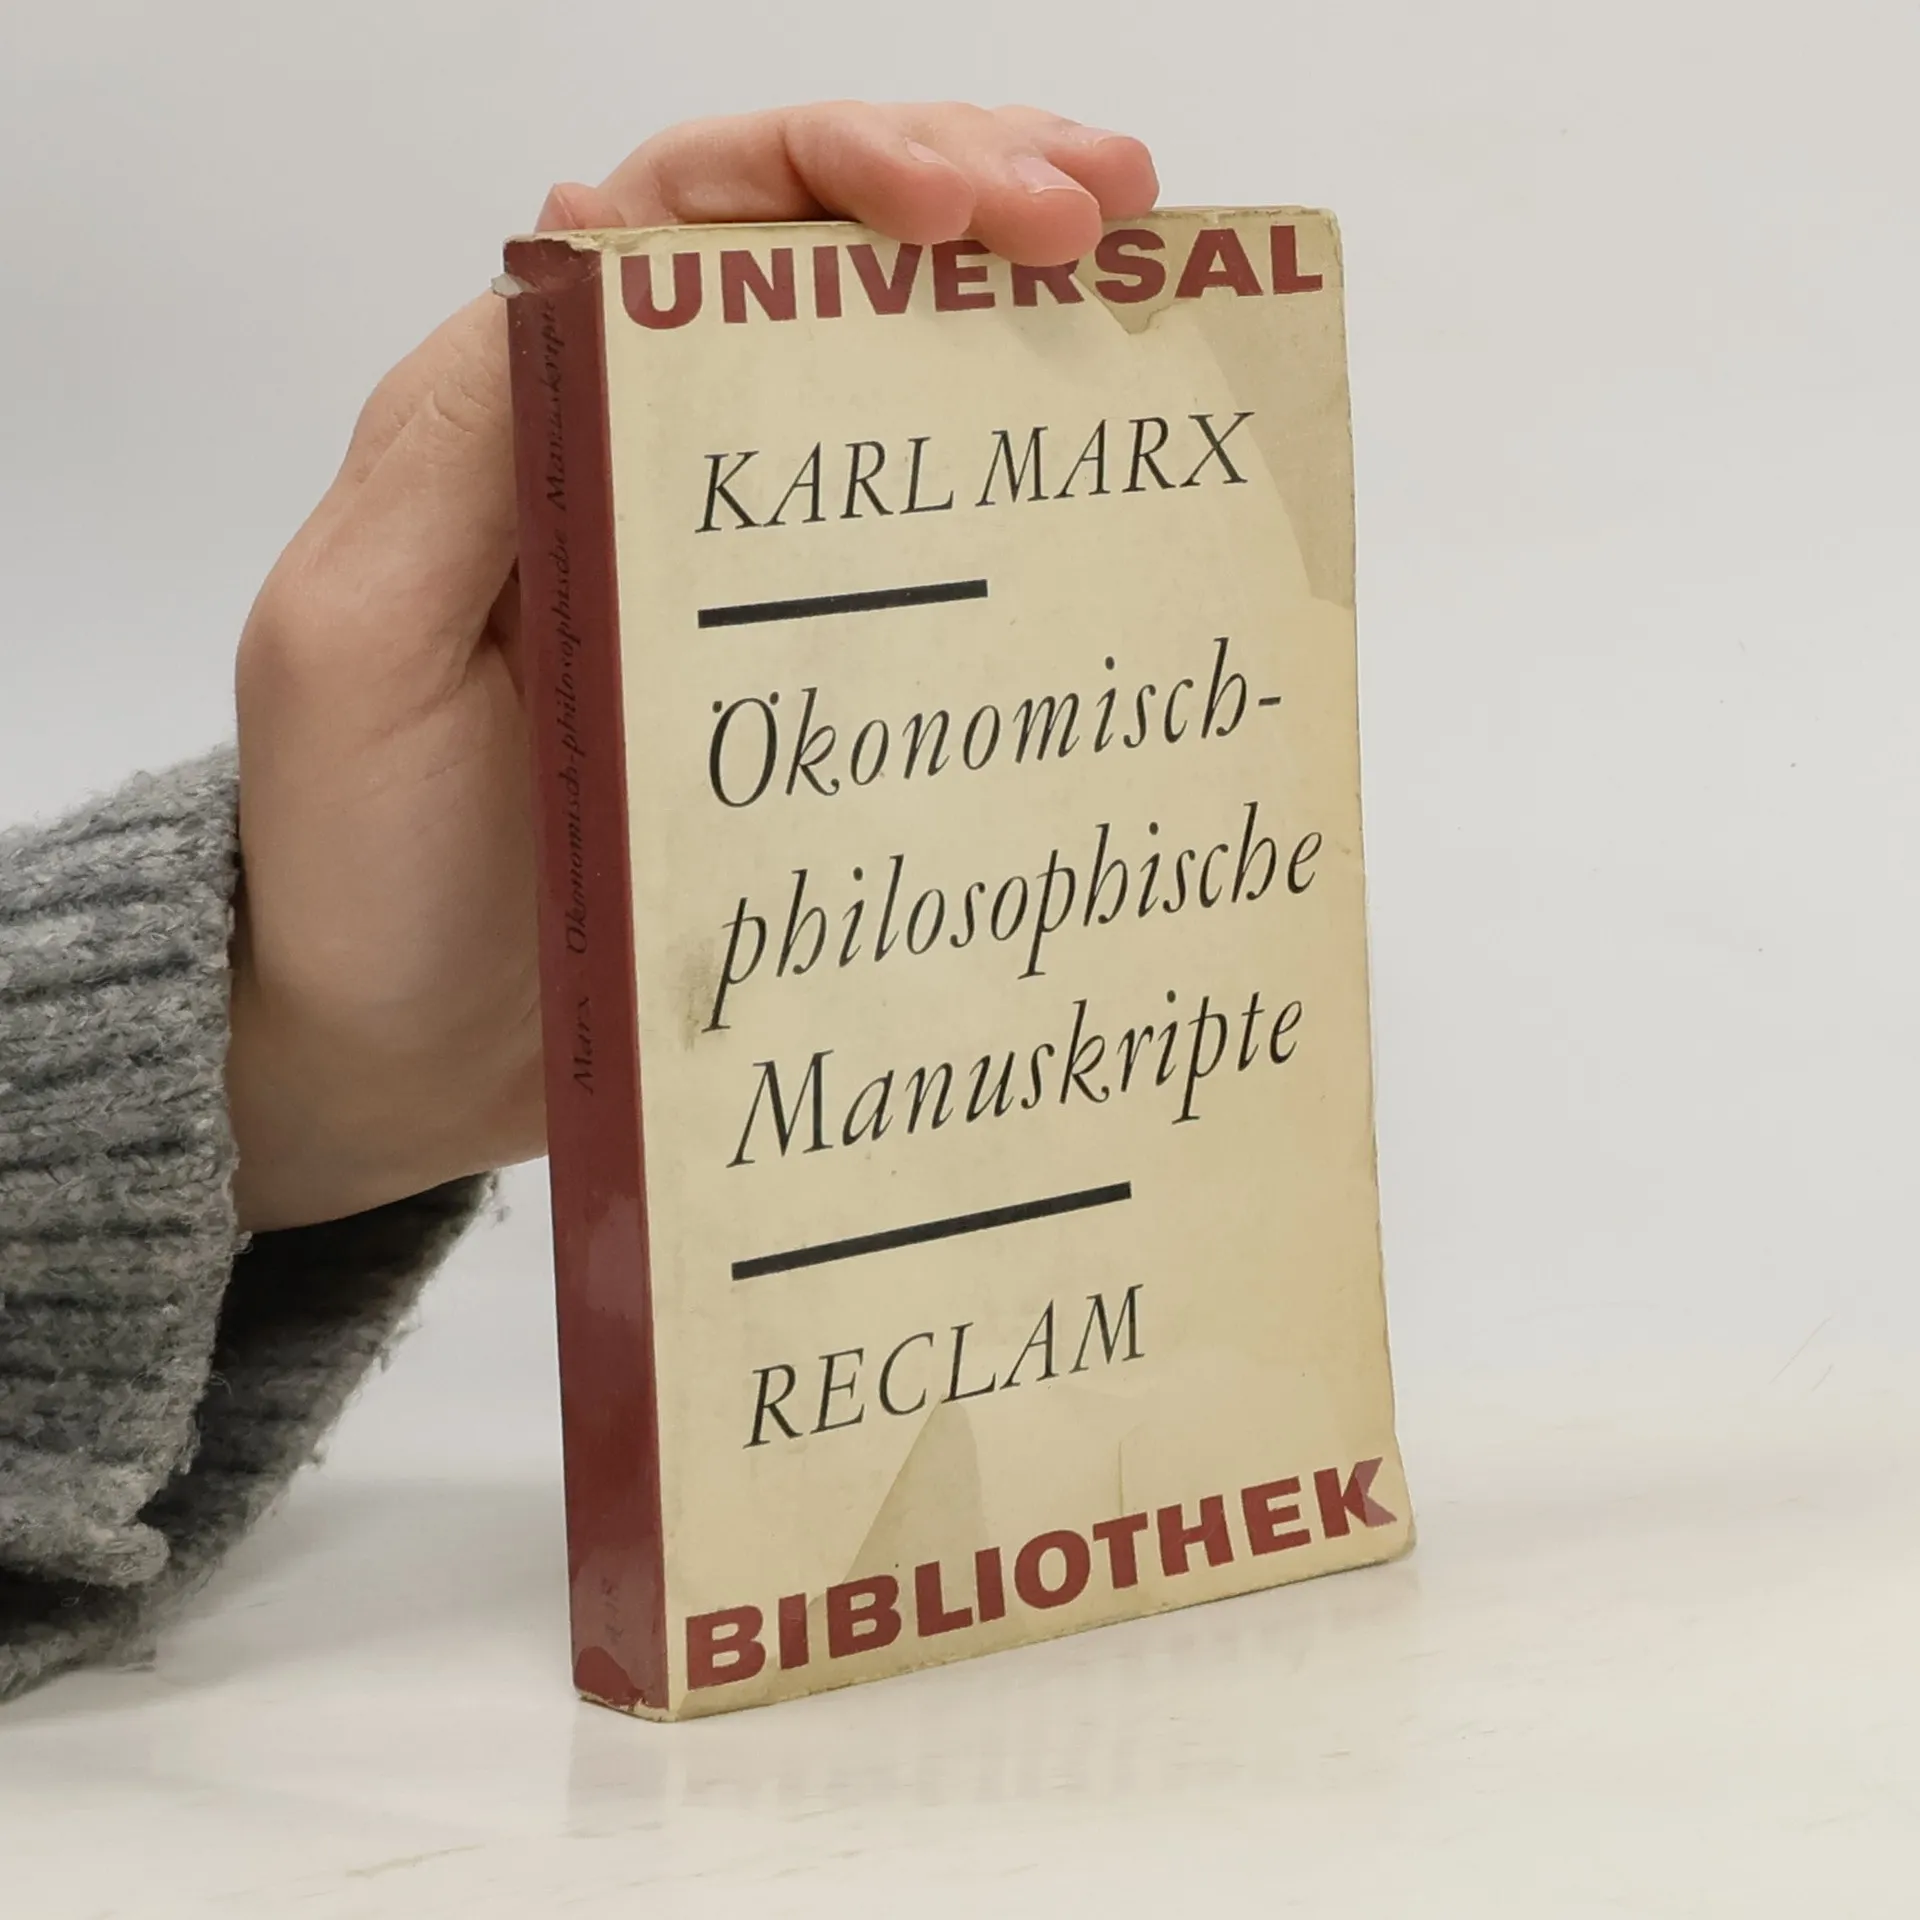 UNIVERSAL
KARL MARX
Ökonomisch-
philosophische
Manuskripte
RECLAM
BIBLIOTHEK
Marx Ökonomisch-philosophische Manuskripte